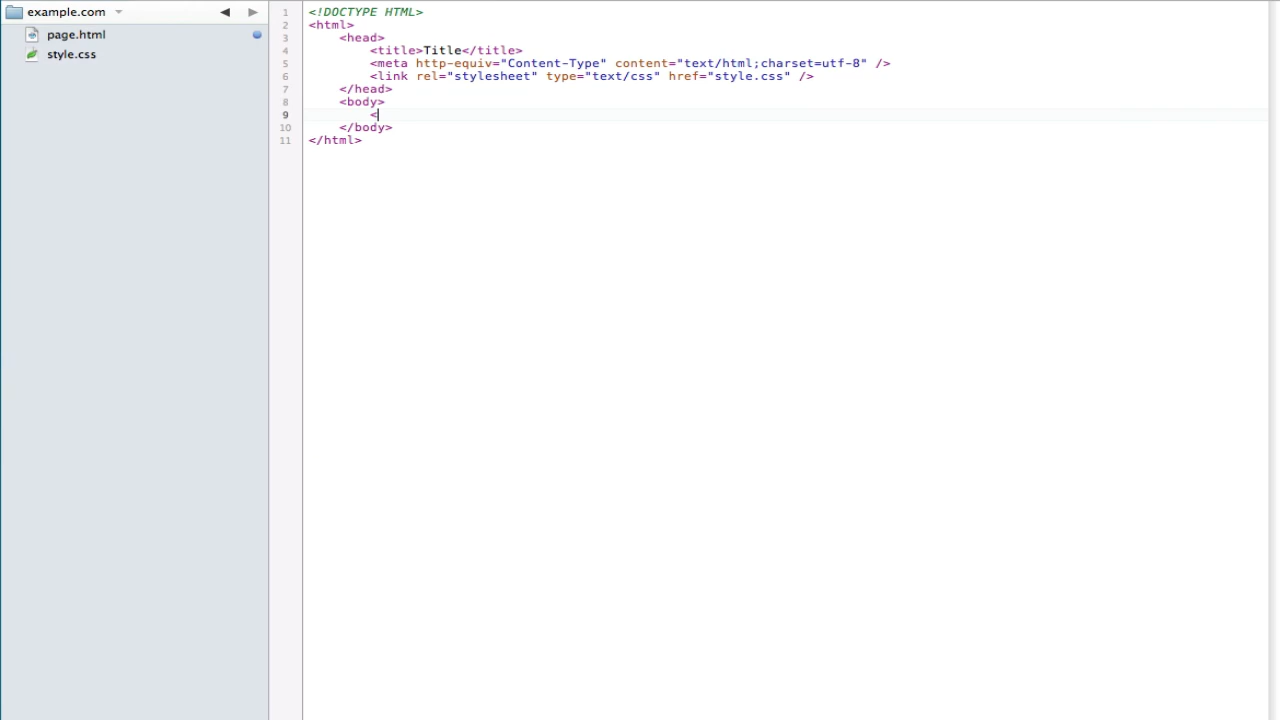 example.com
page.html
style.css
1 <!DOCTYPE HTML>
2 <html>
3 <head>
4 <title>Title</title>
5 <meta http-equiv="Content-Type" content="text/html;charset=utf-8" />
6 <link rel="stylesheet" type="text/css" href="style.css" />
7 </head>
8 <body>
9 <
10 </body>
11 </html>